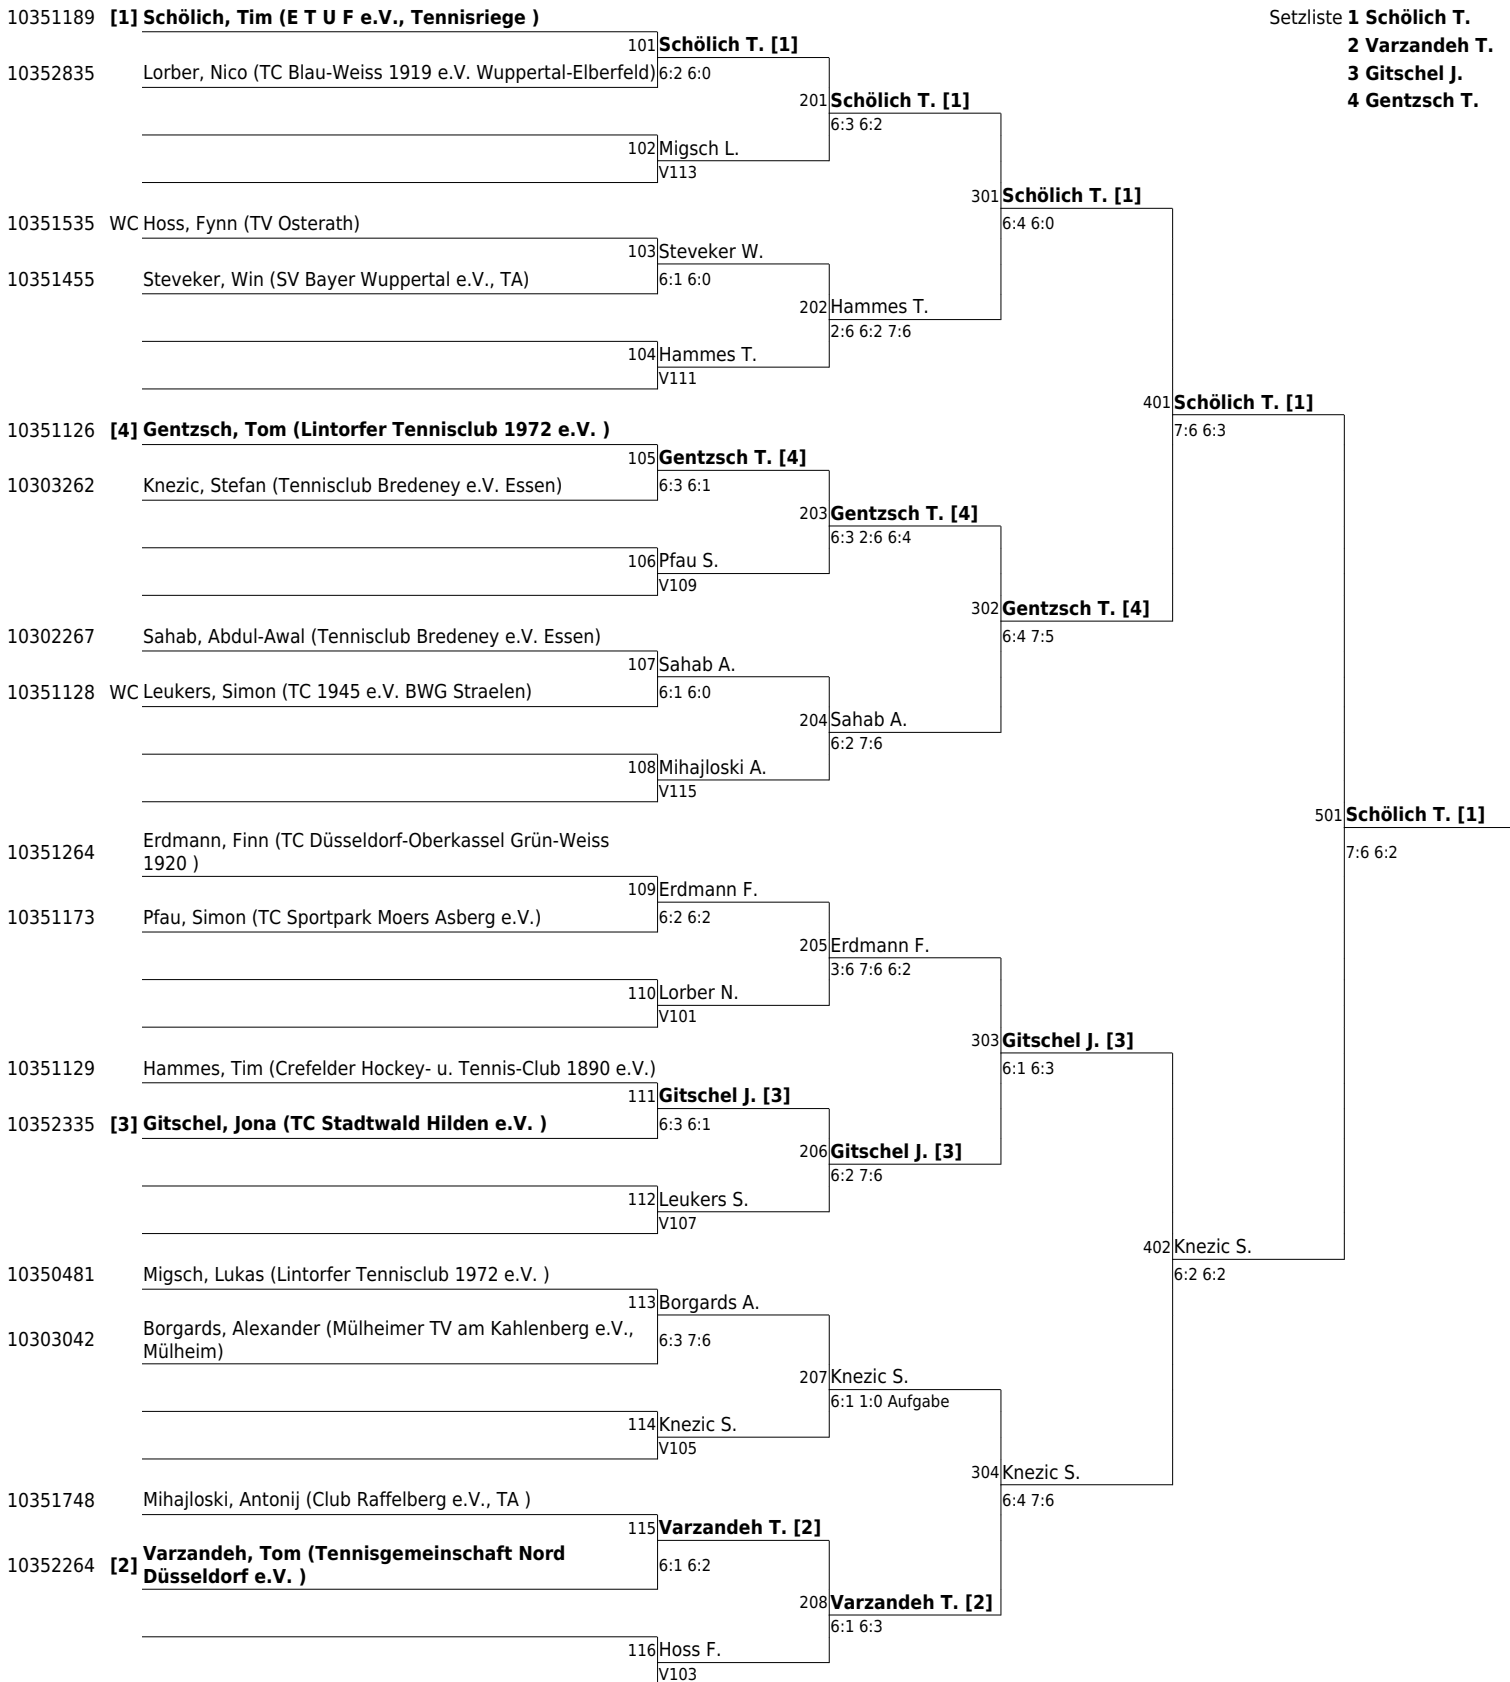 10351189 [1] Schölich, Tim (E T U F e.V., Tennisriege )
Setzliste 1 Schölich T.
101 Schölich T. [1]
2 Varzandeh T.
10352835 Lorber, Nico (TC Blau-Weiss 1919 e.V. Wuppertal-Elberfeld) 6:2 6:0
3 Gitschel J.
201 Schölich T. [1]
4 Gentzsch T.
6:3 6:2
102 Migsch L.
V113
301 Schölich T. [1]
10351535 WC Hoss, Fynn (TV Osterath)
6:4 6:0
103 Steveker W.
10351455 Steveker, Win (SV Bayer Wuppertal e.V., TA)
6:1 6:0
202 Hammes T.
2:6 6:2 7:6
104 Hammes T.
V111
401 Schölich T. [1]
10351126 [4] Gentzsch, Tom (Lintorfer Tennisclub 1972 e.V. )
7:6 6:3
105 Gentzsch T. [4]
10303262 Knezic, Stefan (Tennisclub Bredeney e.V. Essen)
6:3 6:1
203 Gentzsch T. [4]
6:3 2:6 6:4
106 Pfau S.
V109
302 Gentzsch T. [4]
10302267 Sahab, Abdul-Awal (Tennisclub Bredeney e.V. Essen)
6:4 7:5
107 Sahab A.
10351128 WC Leukers, Simon (TC 1945 e.V. BWG Straelen)
6:1 6:0
204 Sahab A.
6:2 7:6
108 Mihajloski A.
V115
501 Schölich T. [1]
10351264 Erdmann, Finn (TC Düsseldorf-Oberkassel Grün-Weiss
1920 )
7:6 6:2
109 Erdmann F.
10351173 Pfau, Simon (TC Sportpark Moers Asberg e.V.)
6:2 6:2
205 Erdmann F.
3:6 7:6 6:2
110 Lorber N.
V101
303 Gitschel J. [3]
10351129 Hammes, Tim (Crefelder Hockey- u. Tennis-Club 1890 e.V.)
6:1 6:3
111 Gitschel J. [3]
10352335 [3] Gitschel, Jona (TC Stadtwald Hilden e.V. )
6:3 6:1
206 Gitschel J. [3]
6:2 7:6
112 Leukers S.
V107
402 Knezic S.
10350481 Migsch, Lukas (Lintorfer Tennisclub 1972 e.V. )
6:2 6:2
113 Borgards A.
10303042 Borgards, Alexander (Mülheimer TV am Kahlenberg e.V.,
Mülheim)
6:3 7:6
207 Knezic S.
6:1 1:0 Aufgabe
114 Knezic S.
V105
304 Knezic S.
10351748 Mihajloski, Antonij (Club Raffelberg e.V., TA )
6:4 7:6
115 Varzandeh T. [2]
10352264 [2] Varzandeh, Tom (Tennisgemeinschaft Nord
Düsseldorf e.V. )
6:1 6:2
208 Varzandeh T. [2]
6:1 6:3
116 Hoss F.
V103